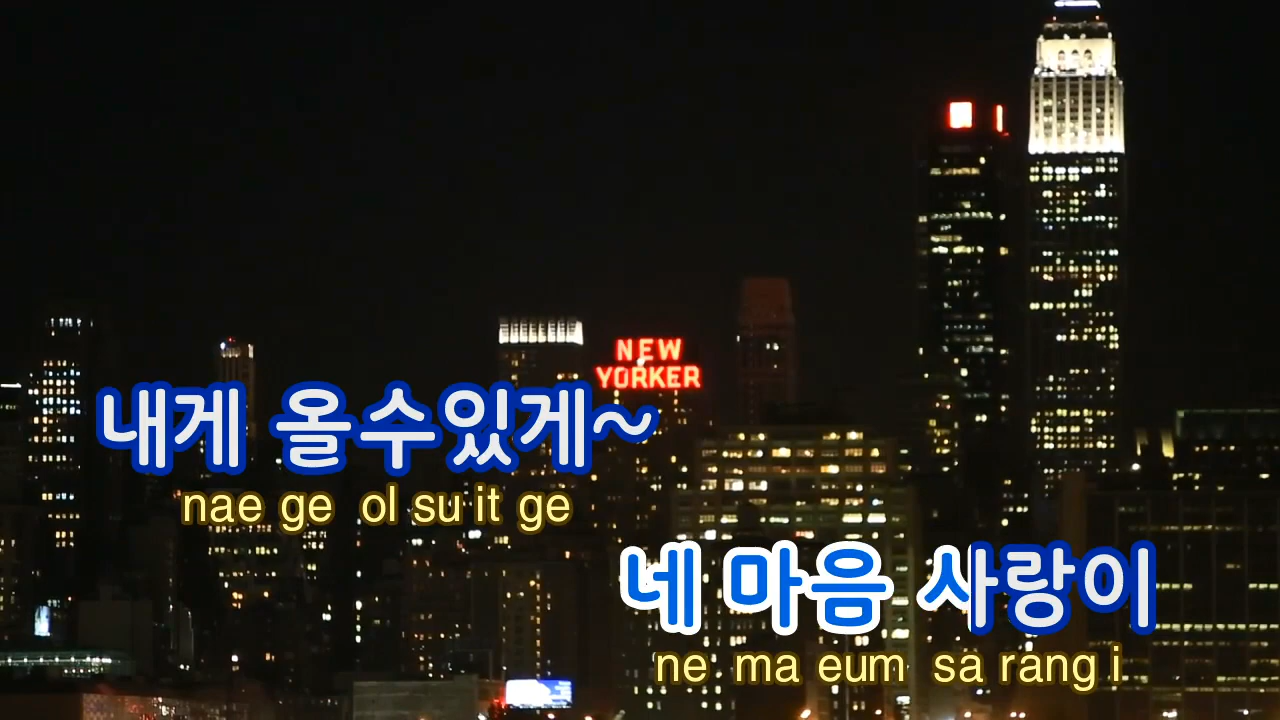 NEW
YORKER
내게 올수있게~
nae ge ol su it ge
네 마음 사랑이
ne ma eum sa rang i